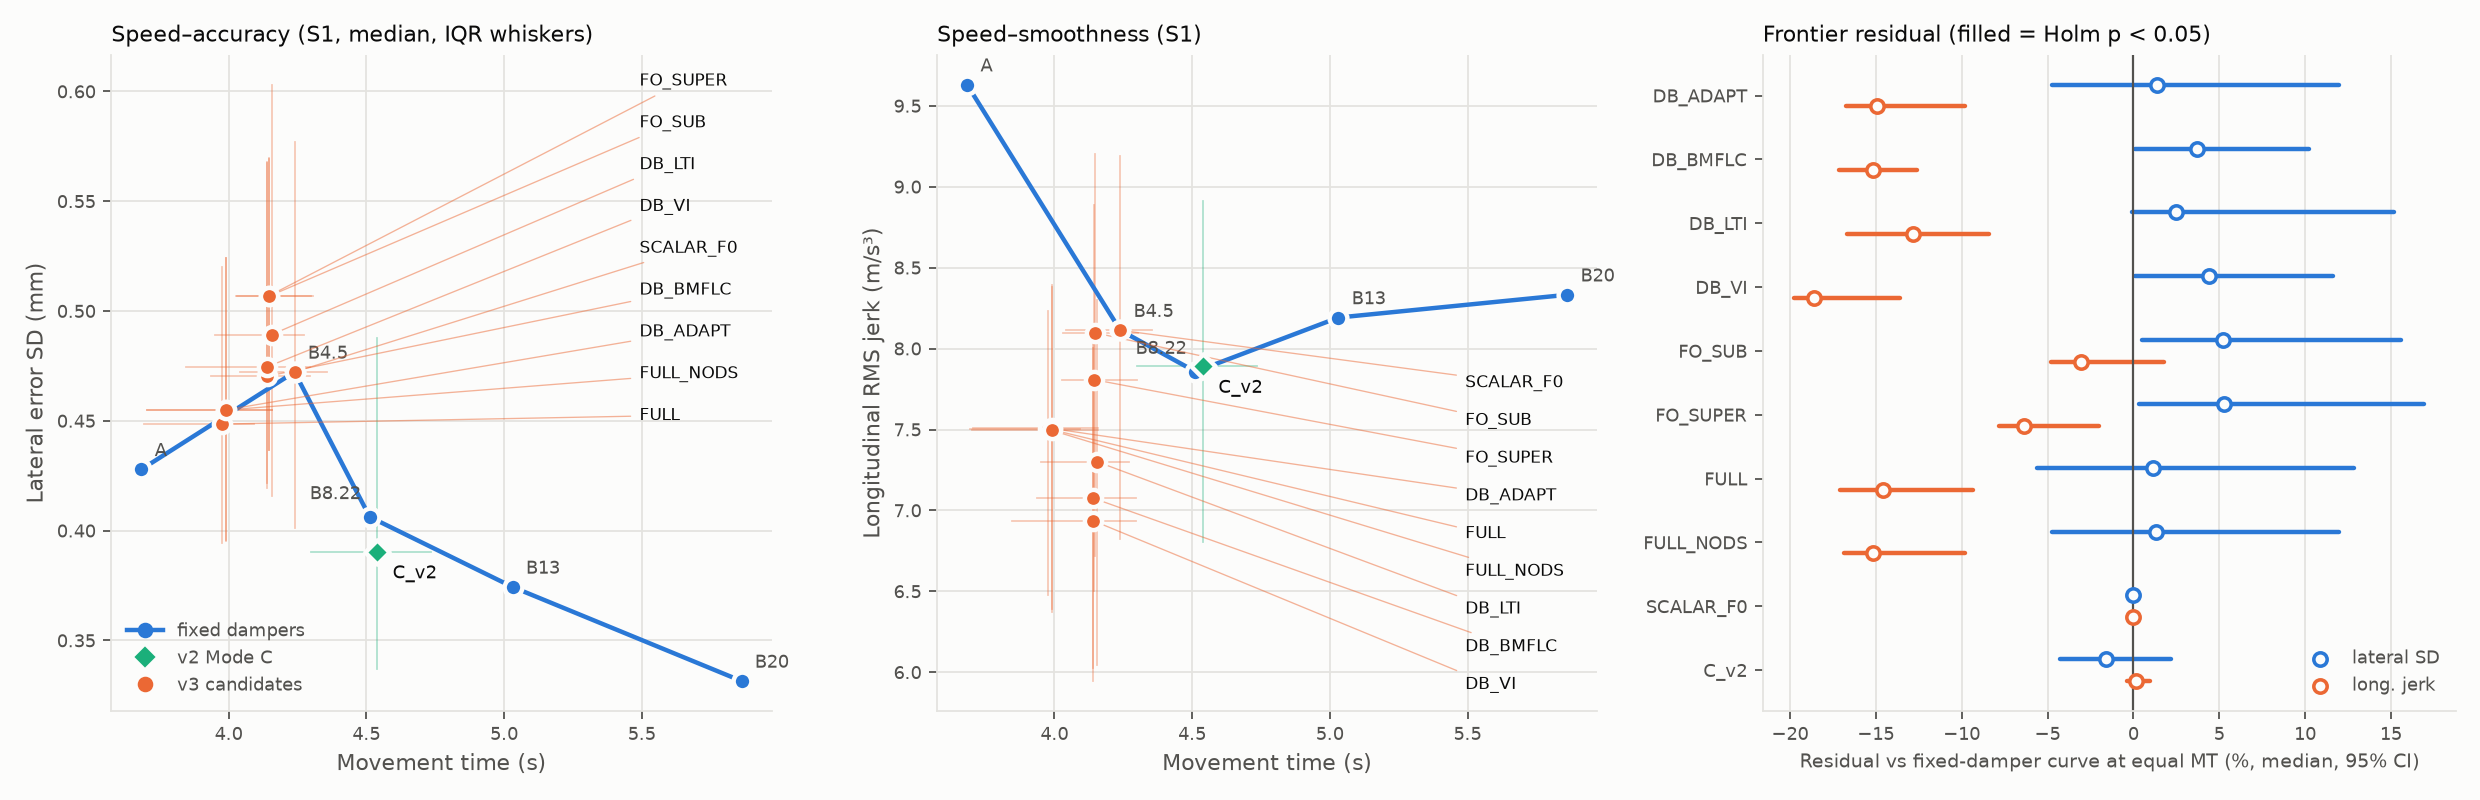 Speed–accuracy (S1, median, IQR whiskers)
Lateral error SD (mm)
0.60
0.55
0.50
0.45
0.40
0.35
FO_SUPER
FO_SUB
DB_LTI
DB_VI
SCALAR_F0
DB_BMFLC
DB_ADAPT
FULL_NODS
FULL
A
B4.5
B8.22
C_v2
B13
B20
fixed dampers
v2 Mode C
v3 candidates
4.0
4.5
5.0
5.5
Movement time (s)
Speed–smoothness (S1)
Longitudinal RMS jerk (m/s³)
9.5
9.0
8.5
8.0
7.5
7.0
6.5
6.0
A
B4.5
B8.22
C_v2
B13
B20
SCALAR_F0
FO_SUB
FO_SUPER
DB_ADAPT
FULL
FULL_NODS
DB_LTI
DB_BMFLC
DB_VI
4.0
4.5
5.0
5.5
Movement time (s)
Frontier residual (filled = Holm p < 0.05)
DB_ADAPT
DB_BMFLC
DB_LTI
DB_VI
FO_SUB
FO_SUPER
FULL
FULL_NODS
SCALAR_F0
C_v2
lateral SD
long. jerk
−20
−15
−10
−5
0
5
10
15
Residual vs fixed-damper curve at equal MT (%, median, 95% CI)